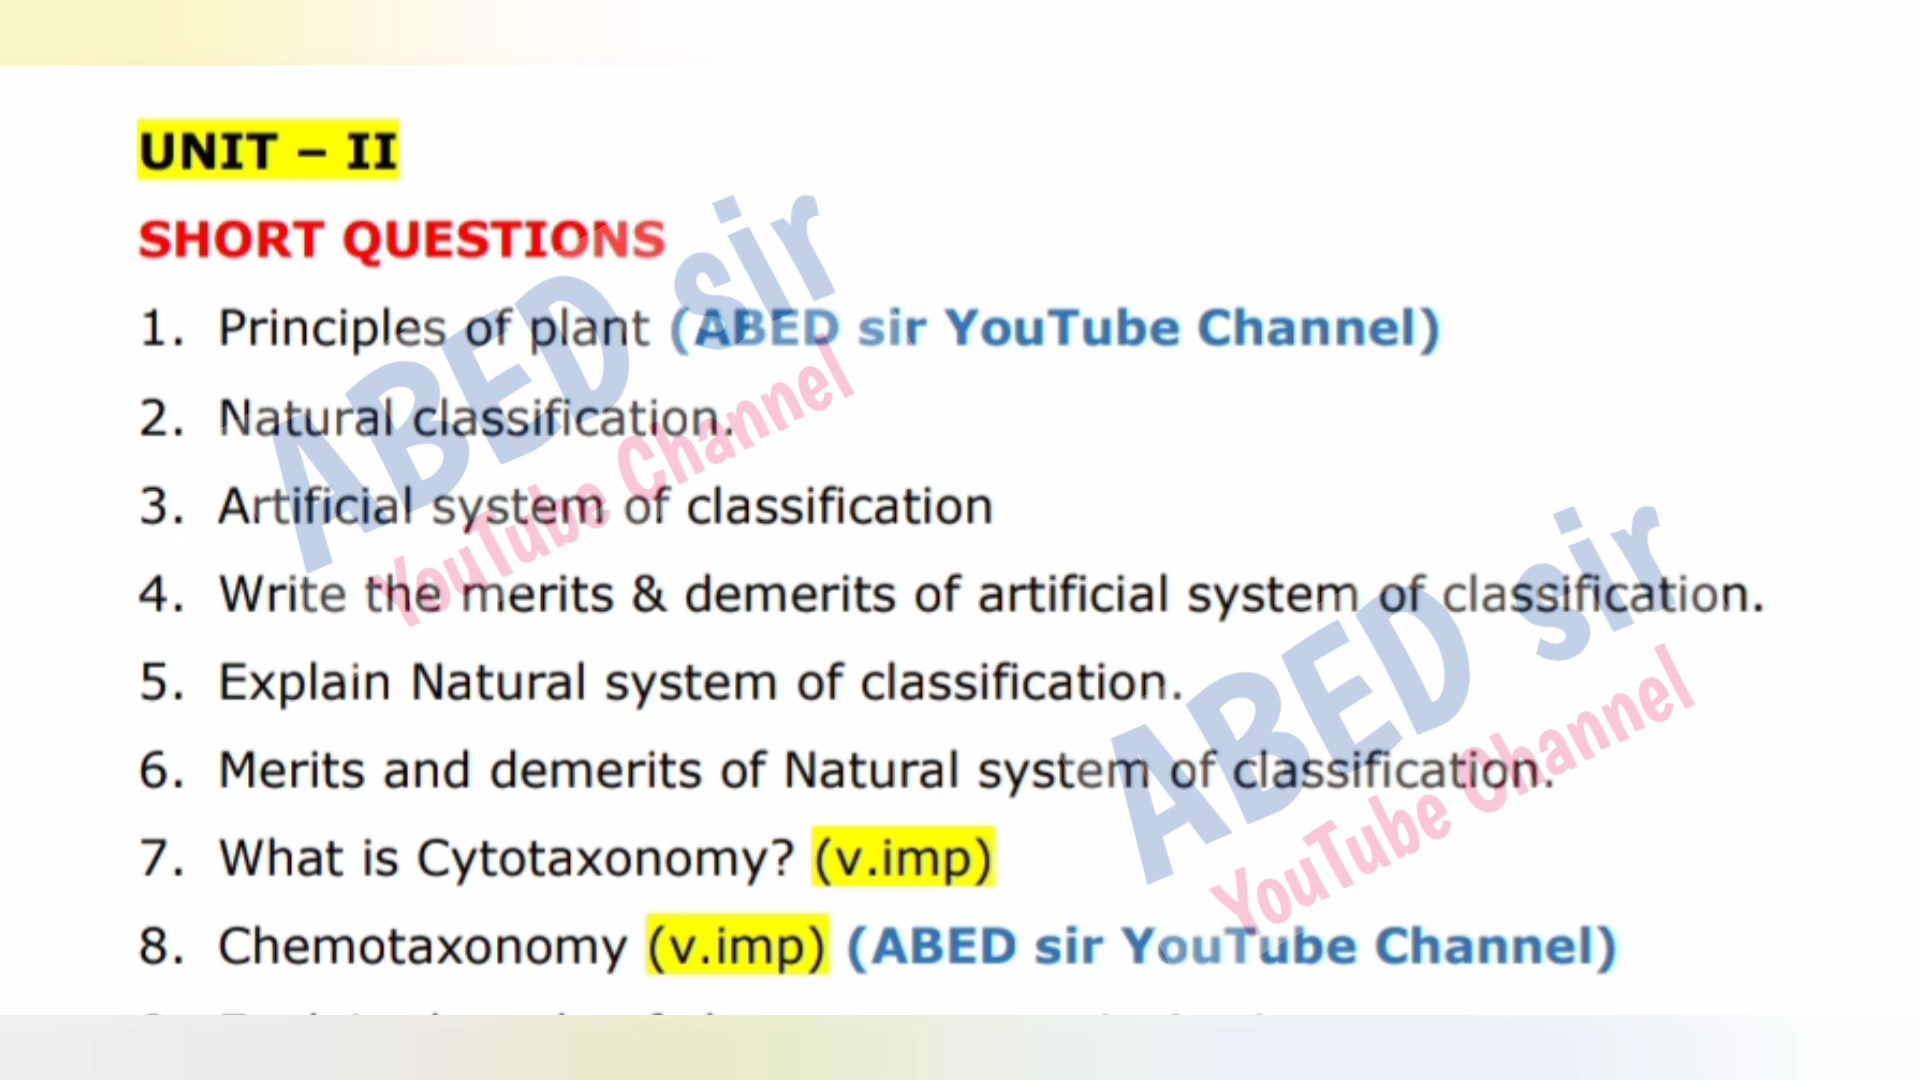 UNIT – II
SHORT QUESTIONS
1. Principles of plant (ABED sir YouTube Channel)
2. Natural classification.
3. Artificial system of classification
4. Write the merits & demerits of artificial system of classification.
5. Explain Natural system of classification.
6. Merits and demerits of Natural system of classification.
7. What is Cytotaxonomy? (v.imp)
8. Chemotaxonomy (v.imp) (ABED sir YouTube Channel)
ABED sir
YouTube Channel
ABED sir
YouTube Channel